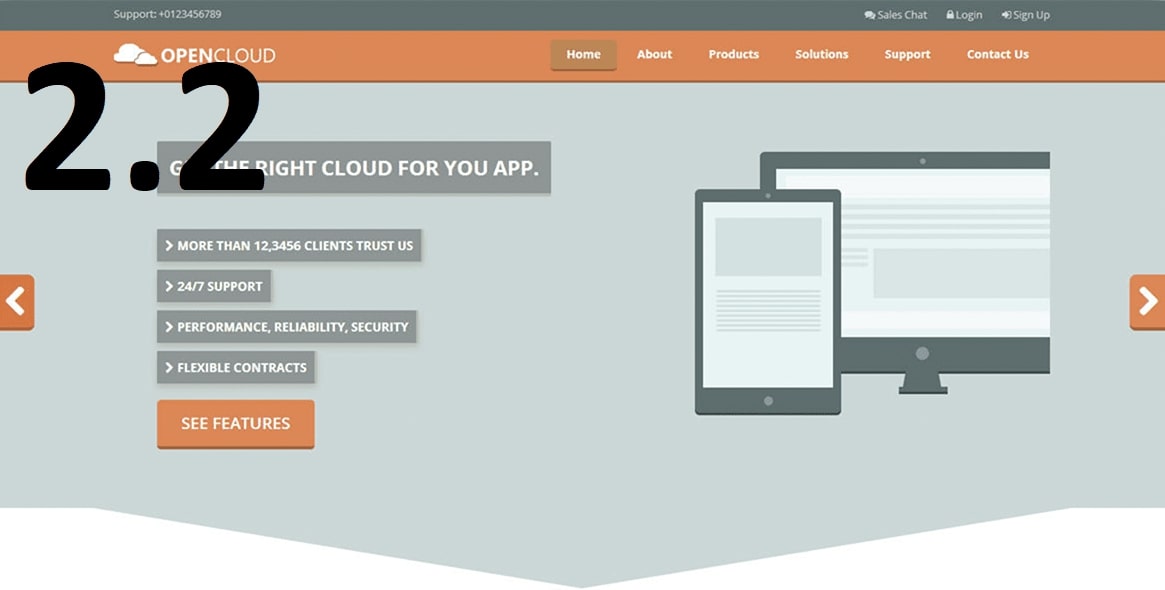 Support: +0123456789
Sales Chat Login Sign Up
OPENCLOUD
Home About Products Solutions Support Contact Us
2.2
THE RIGHT CLOUD FOR YOU APP.
MORE THAN 12,3456 CLIENTS TRUST US
24/7 SUPPORT
PERFORMANCE, RELIABILITY, SECURITY
FLEXIBLE CONTRACTS
SEE FEATURES